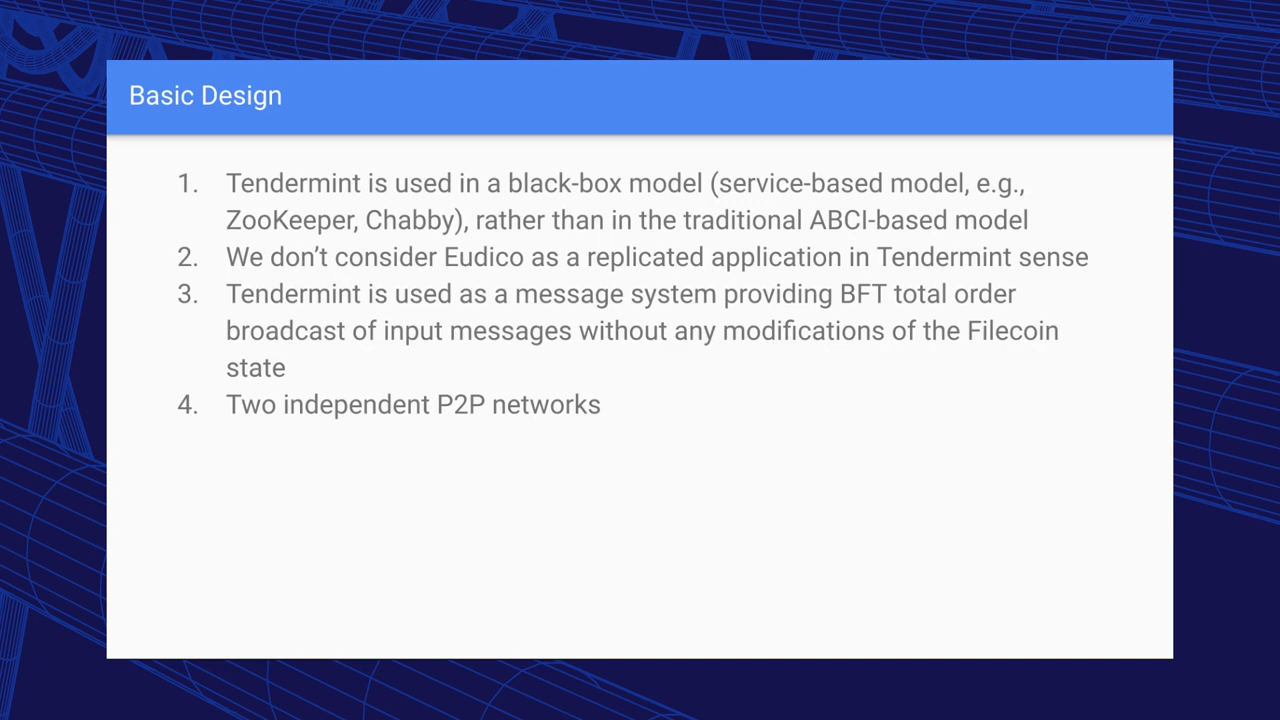 Basic Design
1. Tendermint is used in a black-box model (service-based model, e.g.,
ZooKeeper, Chabby), rather than in the traditional ABCI-based model
2. We don’t consider Eudico as a replicated application in Tendermint sense
3. Tendermint is used as a message system providing BFT total order
broadcast of input messages without any modifications of the Filecoin
state
4. Two independent P2P networks